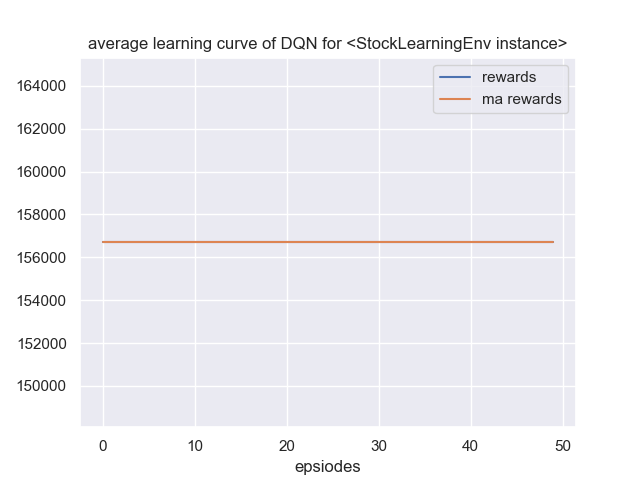 average learning curve of DQN for <StockLearningEnv instance>
rewards
ma rewards
164000
162000
160000
158000
156000
154000
152000
150000
0 10 20 30 40 50
epsiodes